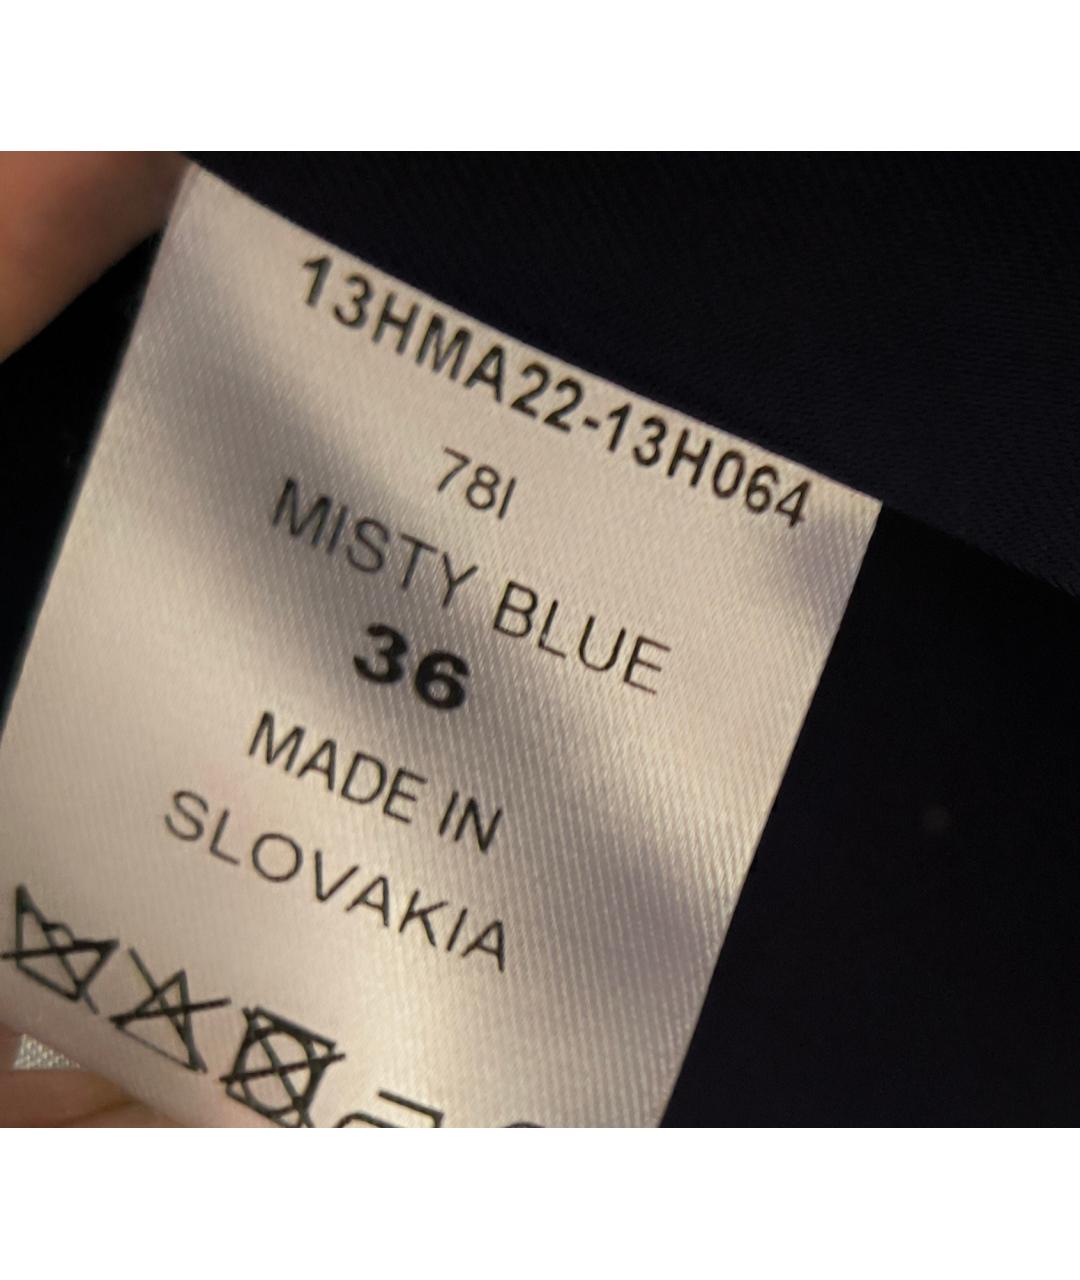 13HMA22-13H064
78I
MISTY BLUE
36
MADE IN
SLOVAKIA